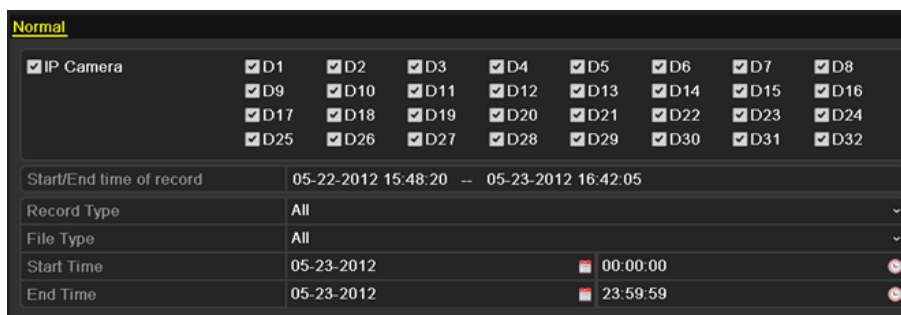 Normal
IP Camera D1 D2 D3 D4 D5 D6 D7 D8
D9 D10 D11 D12 D13 D14 D15 D16
D17 D18 D19 D20 D21 D22 D23 D24
D25 D26 D27 D28 D29 D30 D31 D32
Start/End time of record 05-22-2012 15:48:20 -- 05-23-2012 16:42:05
Record Type All
File Type All
Start Time 05-23-2012 00:00:00
End Time 05-23-2012 23:59:59